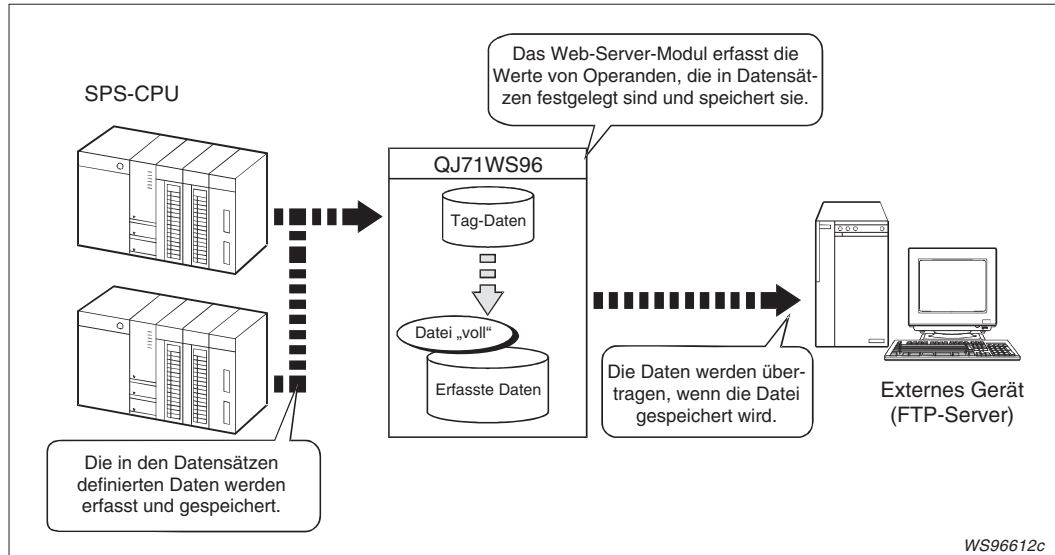 Das Web-Server-Modul erfasst die
Werte von Operanden, die in Datensät-
zen festgelegt sind und speichert sie.
SPS-CPU
QJ71WS96
Tag-Daten
Datei „voll“
Erfasste Daten
Die Daten werden über-
tragen, wenn die Datei
gespeichert wird.
Externes Gerät
(FTP-Server)
Die in den Datensätzen
definierten Daten werden
erfasst und gespeichert.
WS96612c